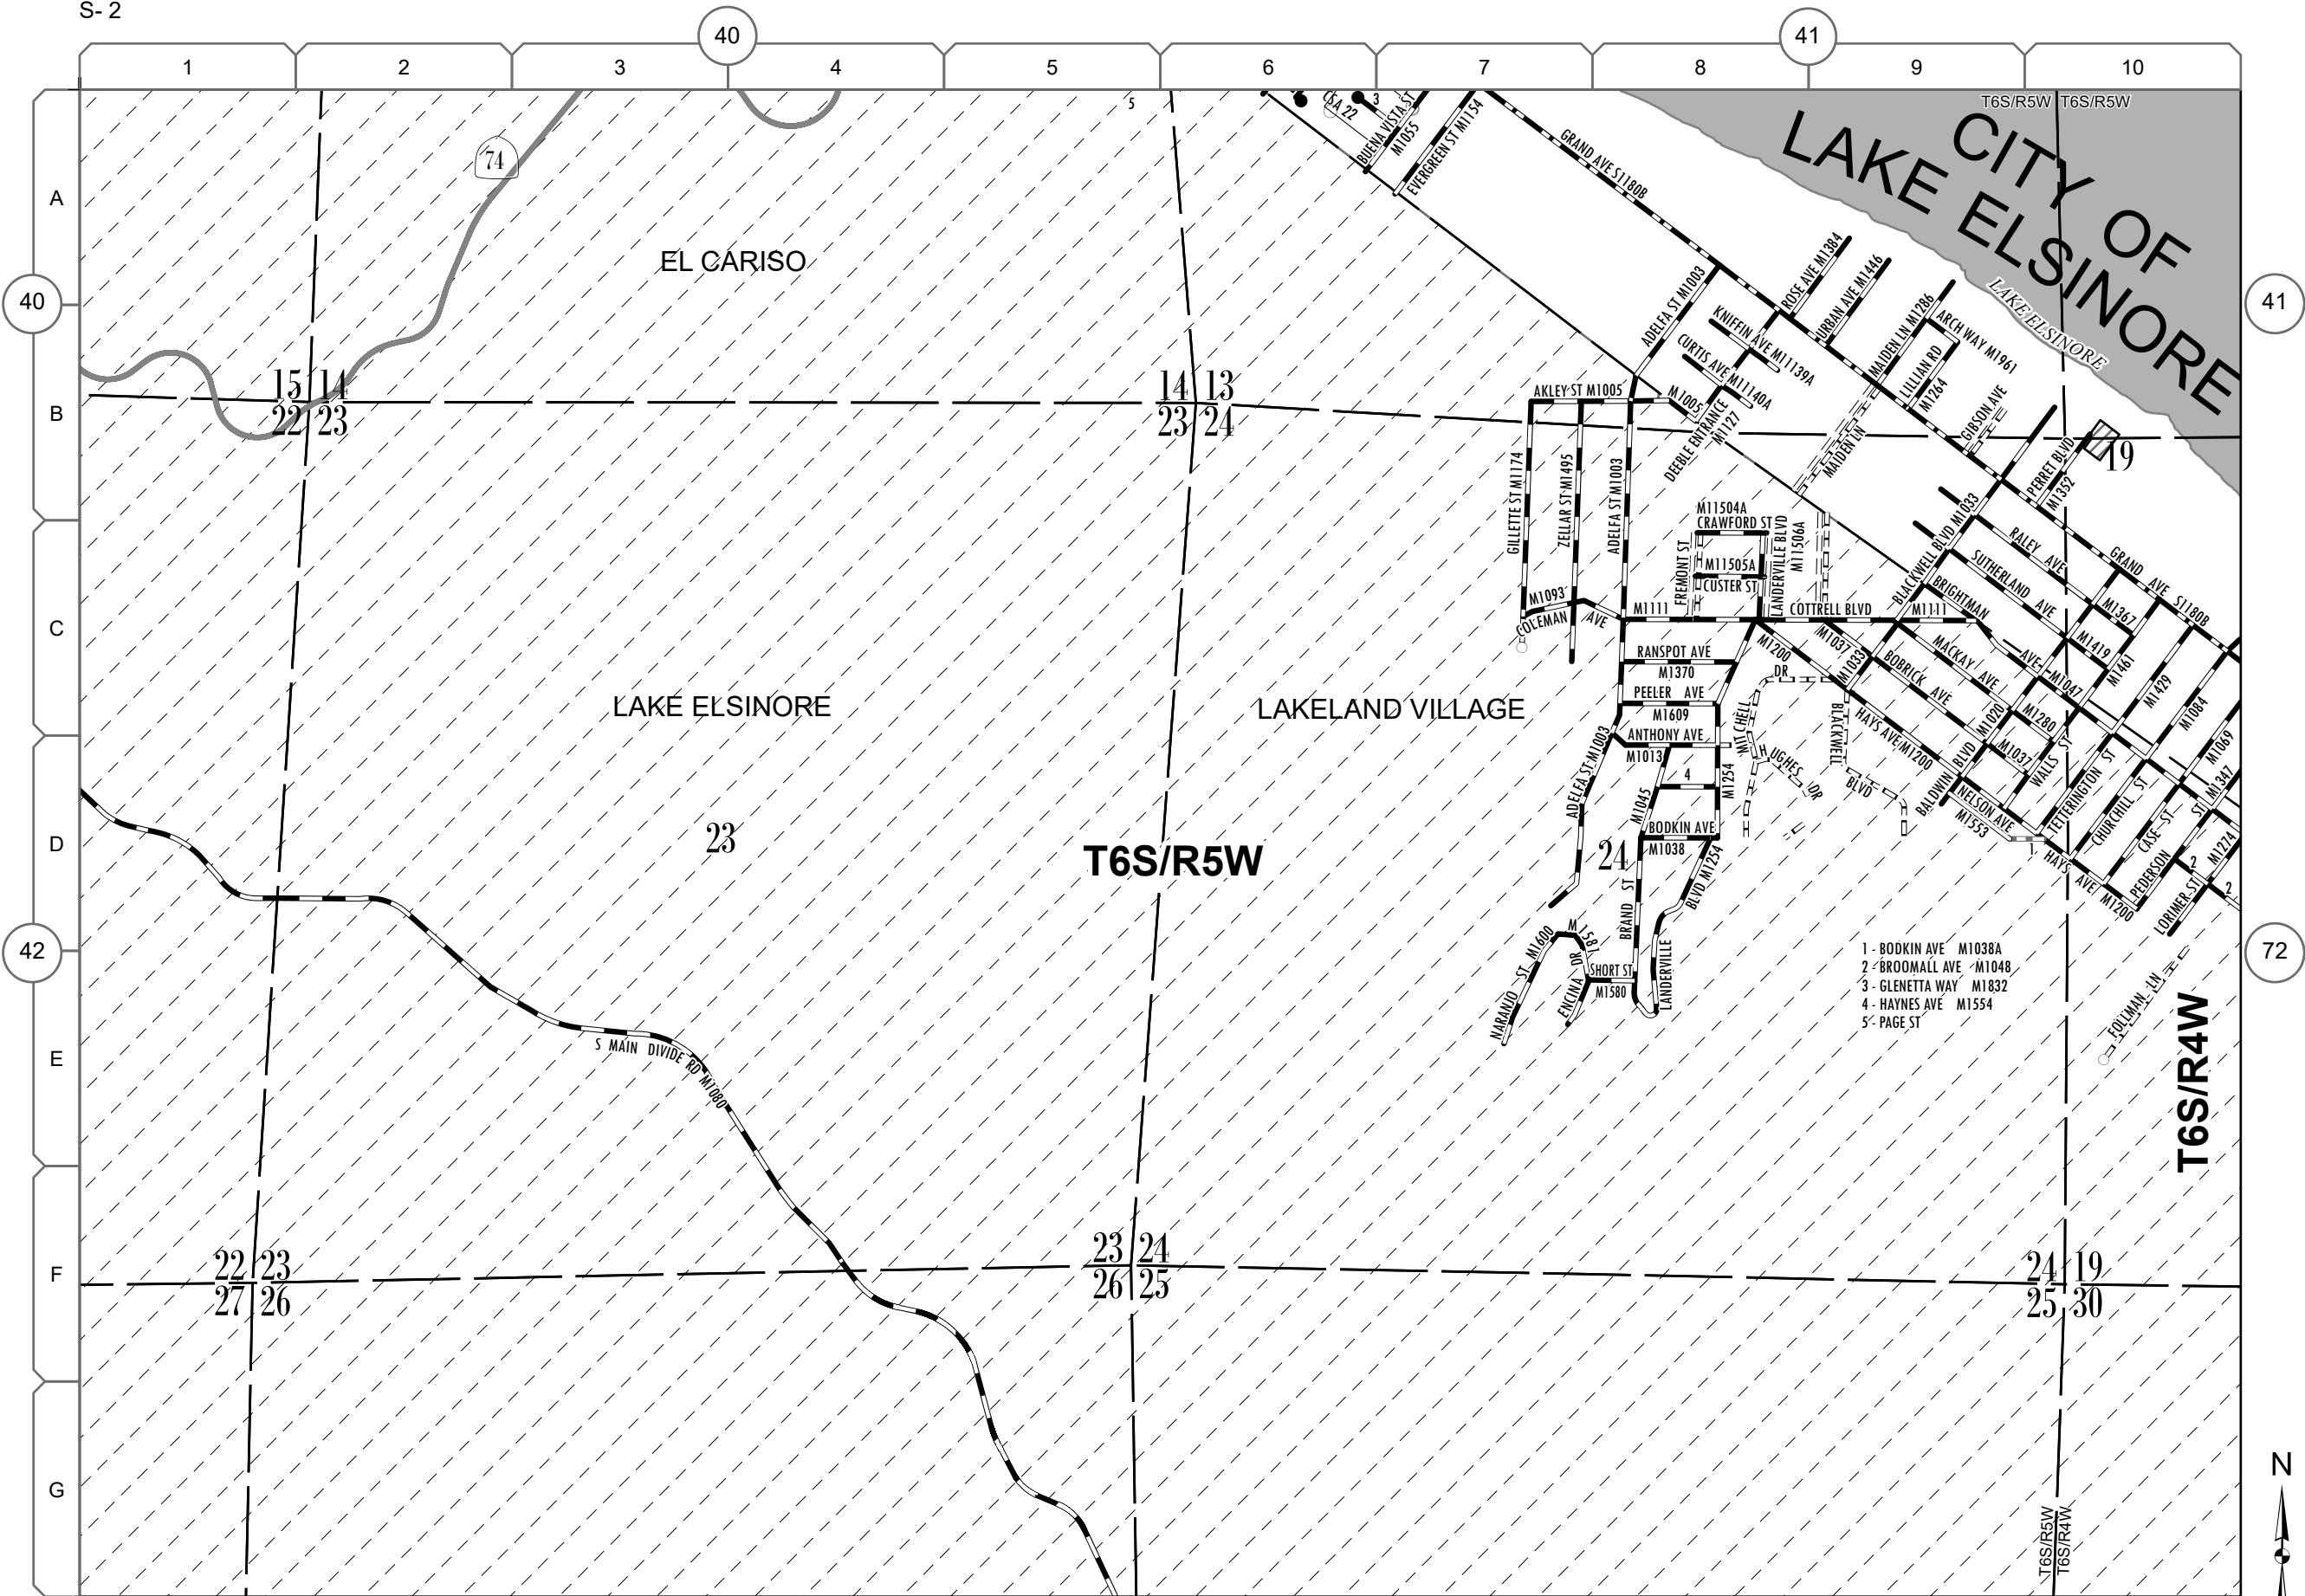 S- 2
40
41
1
2
3
4
5
6
7
8
9
10
A
B
C
D
E
F
G
40
42
41
72
74
5
CSA 22
3
BUENA VISTA ST
M1055
EVERGREEN ST M1154
GRAND AVE S1180B
T6S/R5W
T6S/R5W
CITY OF
LAKE ELSINORE
LAKE ELSINORE
EL CARISO
ADELFA ST M1003
ROSE AVE M1384
TURBAN AVE M1446
KNIFFIN AVE M1139A
CURTIS AVE M1140A
MAIDEN LN M1286
ARCH WAY M1961
LILLIAN RD
M1264
GIBSON AVE
MAIDEN LN
DEEBLE ENTRANCE
M1127
AKLEY ST M1005
M1005
15 14
22 23
14 13
23 24
19
PERRET BLVD
M1352
GILLETTE ST M1174
ZELLAR ST M1495
ADELFA ST M1003
M11504A
CRAWFORD ST
FREMONT ST
M11505A
CUSTER ST
LANDERVILLE BLVD
M11506A
BLACKWELL BLVD M1033
RALEY AVE
SUTHERLAND AVE
GRAND AVE S1180B
BRIGHTMAN
AVE M1047
M1367
M1419
M1461
M1429
M1084
M1069
M1347
M1274
M1093
COLEMAN AVE
M1111
COTTRELL BLVD
M1111
M1200
M1037
M1033
BOBRICK AVE
MACKAY AVE
M1020
M1280
M1037
RANSPOT AVE
M1370
PEELER AVE
M1609
ANTHONY AVE
M1013
4
M1045
M1254
BODKIN AVE
M1038
MITCHELL
DR
HUGHES DR
BLACKWELL
BLVD
HAYS AVE M1200
BALDWIN BLVD
NELSON AVE
M1553
WALLS ST
TETTERINGTON ST
CHURCHILL ST
CASE ST
PEDERSON ST
LORIMER ST
1
2
2
HAYS AVE
M1200
LAKE ELSINORE
LAKELAND VILLAGE
23
T6S/R5W
24
ADELFA ST M1003
BRAND ST
BLVD M1254
LANDERVILLE
NARANJO ST M1600
M1581
ENCINA DR
SHORT ST
M1580
1 - BODKIN AVE M1038A
2 - BROOMALL AVE M1048
3 - GLENETTA WAY M1832
4 - HAYNES AVE M1554
5 - PAGE ST
FOLLMAN LN
T6S/R4W
S MAIN DIVIDE RD M1080
22 23
27 26
23 24
26 25
24 19
25 30
T6S/R5W
T6S/R4W
N